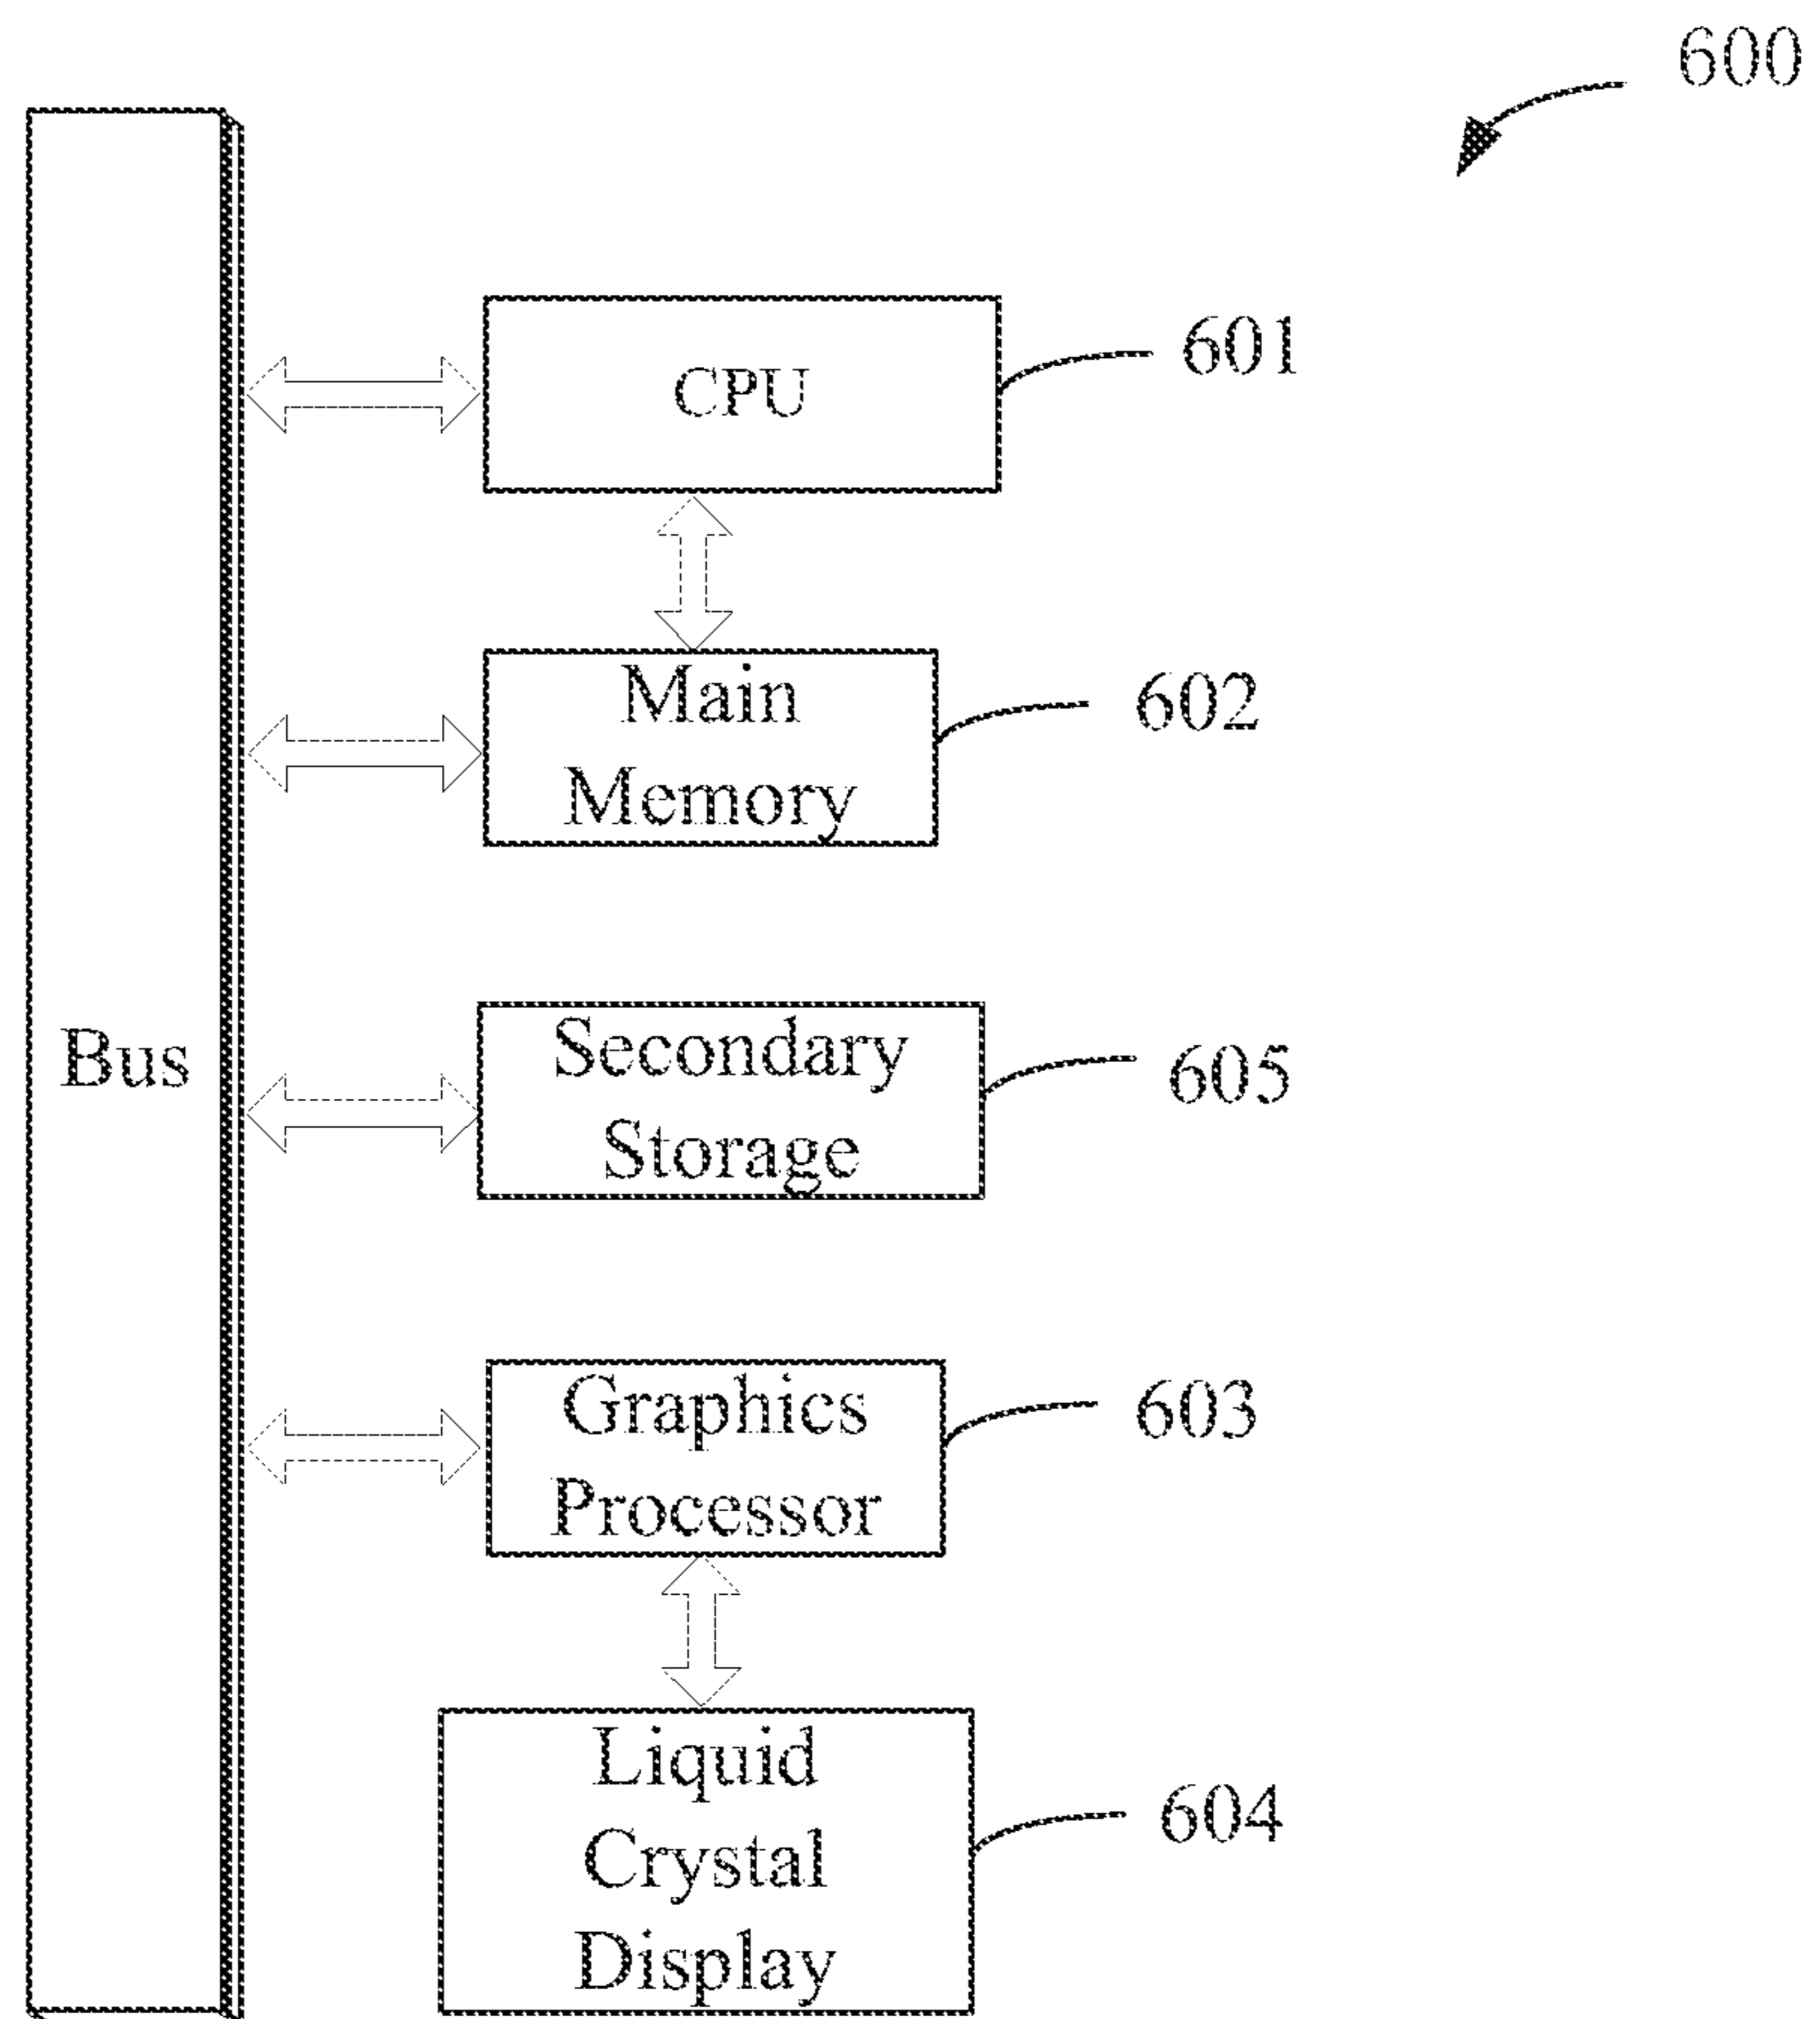 600
CPU
601
Main
Memory
602
Bus
Secondary
Storage
605
Graphics
Processor
603
Liquid
Crystal
Display
604